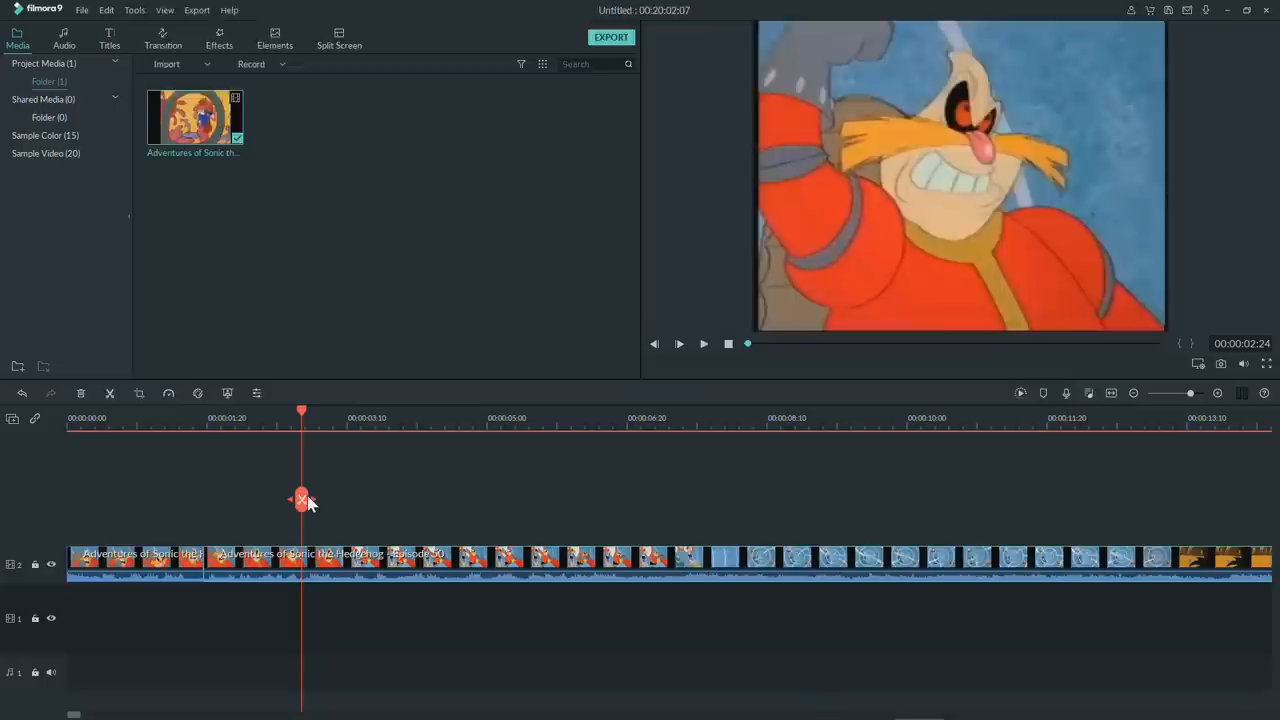 filmora9 File Edit Tools View Export Help Untitled : 00:20:02:07
Media Audio Titles Transition Effects Elements Split Screen EXPORT
Project Media (1) Import Record Search
Folder (1)
Shared Media (0)
Folder (0)
Sample Color (15)
Sample Video (20)
Adventures of Sonic th...
00:00:02:24
00:00:00:00 00:00:01:20 00:00:03:10 00:00:05:00 00:00:06:20 00:00:08:10 00:00:10:00 00:00:11:20 00:00:13:10
Adventures of Sonic the H Adventures of Sonic the Hedgehog - Episode 50
2
1
1